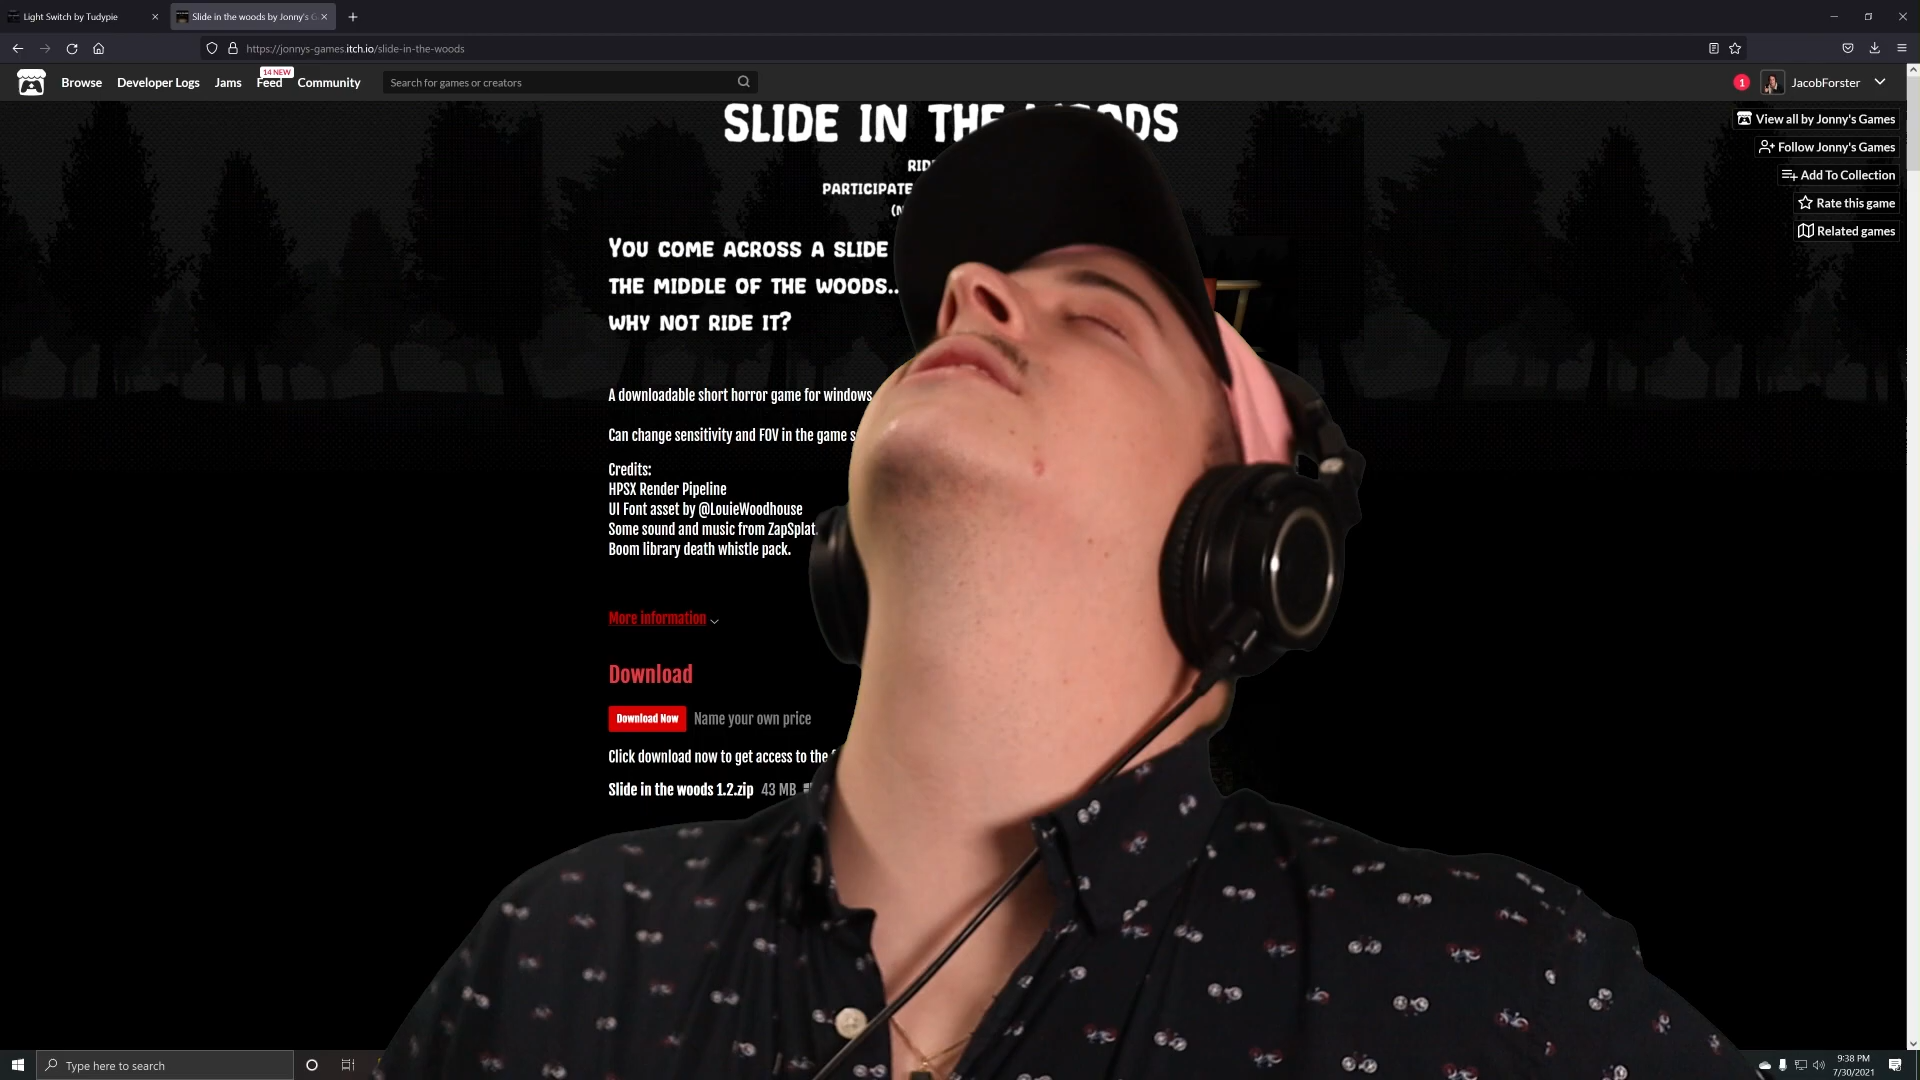 Light Switch by Tudypie
Slide in the woods by Jonny's G
https://jonnys-games.itch.io/slide-in-the-woods
14 NEW
Browse Developer Logs Jams Feed Community
Search for games or creators
1
JacobForster
View all by Jonny's Games
Follow Jonny's Games
Add To Collection
Rate this game
Related games
SLIDE IN THE
PARTICIPATE
YOU COME ACROSS A SLIDE
THE MIDDLE OF THE WOODS..
WHY NOT RIDE IT?
A downloadable short horror game for windows
Can change sensitivity and FOV in the game
Credits:
HPSX Render Pipeline
UI Font asset by @LouieWoodhouse
Some sound and music from ZapSplat.
Boom library death whistle pack.
More information
Download
Download Now Name your own price
Click download now to get access to the
Slide in the woods 1.2.zip 43 MB
Type here to search
9:38 PM
7/30/2021